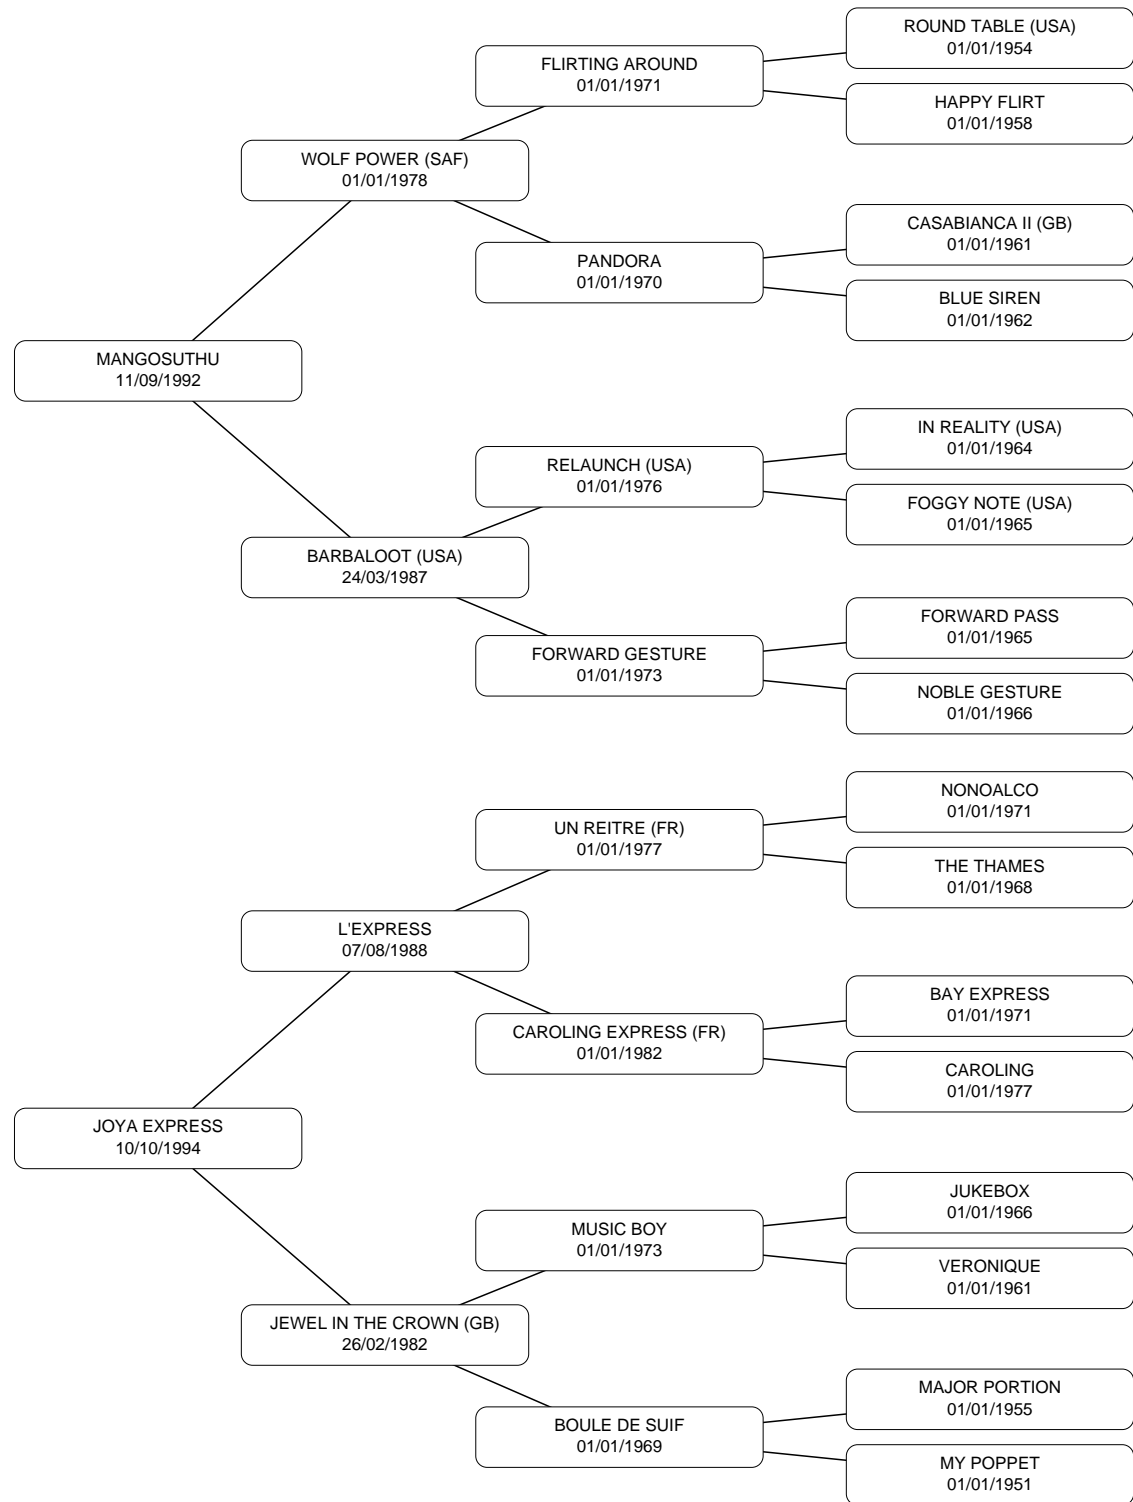 ROUND TABLE (USA)
01/01/1954
FLIRTING AROUND
01/01/1971
HAPPY FLIRT
01/01/1958
WOLF POWER (SAF)
01/01/1978
CASABIANCA II (GB)
01/01/1961
PANDORA
01/01/1970
BLUE SIREN
01/01/1962
MANGOSUTHU
11/09/1992
IN REALITY (USA)
01/01/1964
RELAUNCH (USA)
01/01/1976
FOGGY NOTE (USA)
01/01/1965
BARBALOOT (USA)
24/03/1987
FORWARD PASS
01/01/1965
FORWARD GESTURE
01/01/1973
NOBLE GESTURE
01/01/1966
NONOALCO
01/01/1971
UN REITRE (FR)
01/01/1977
THE THAMES
01/01/1968
L'EXPRESS
07/08/1988
BAY EXPRESS
01/01/1971
CAROLING EXPRESS (FR)
01/01/1982
CAROLING
01/01/1977
JOYA EXPRESS
10/10/1994
JUKEBOX
01/01/1966
MUSIC BOY
01/01/1973
VERONIQUE
01/01/1961
JEWEL IN THE CROWN (GB)
26/02/1982
MAJOR PORTION
01/01/1955
BOULE DE SUIF
01/01/1969
MY POPPET
01/01/1951